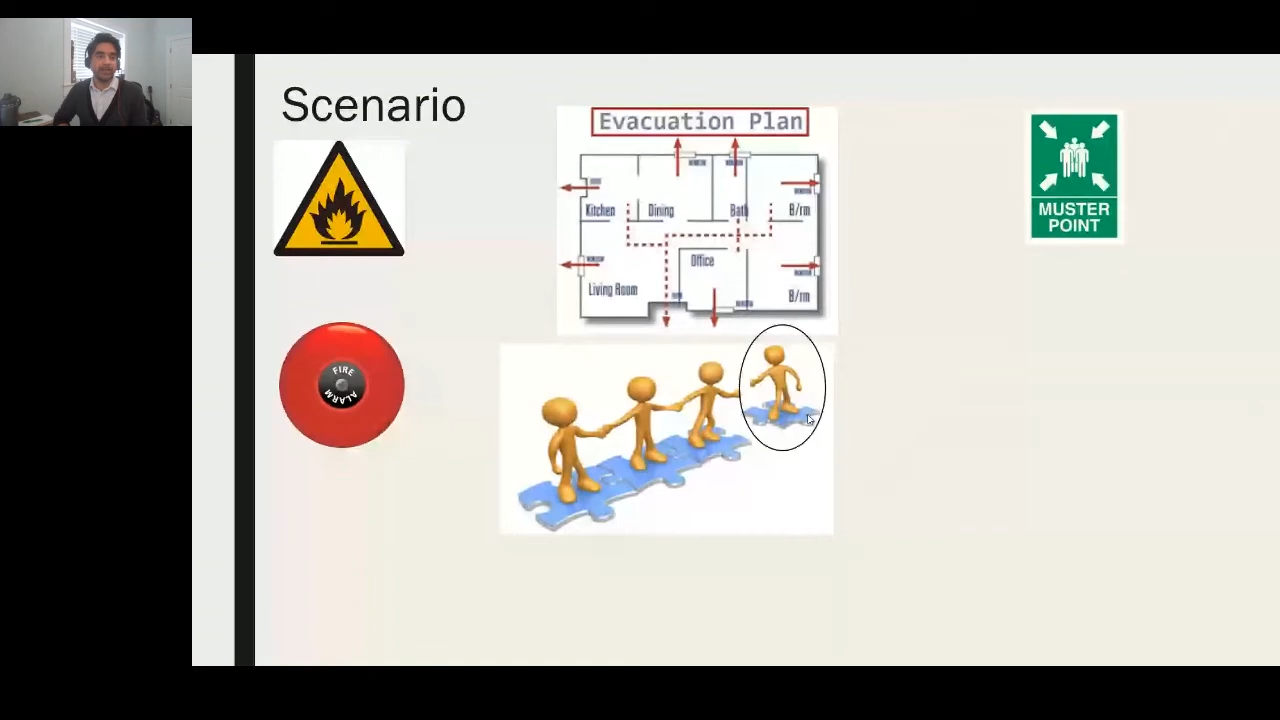 Scenario
Evacuation Plan
Kitchen
Dining
Bath
B/rm
MUSTER
POINT
Office
Living Room
B/rm
FIRE
ALARM